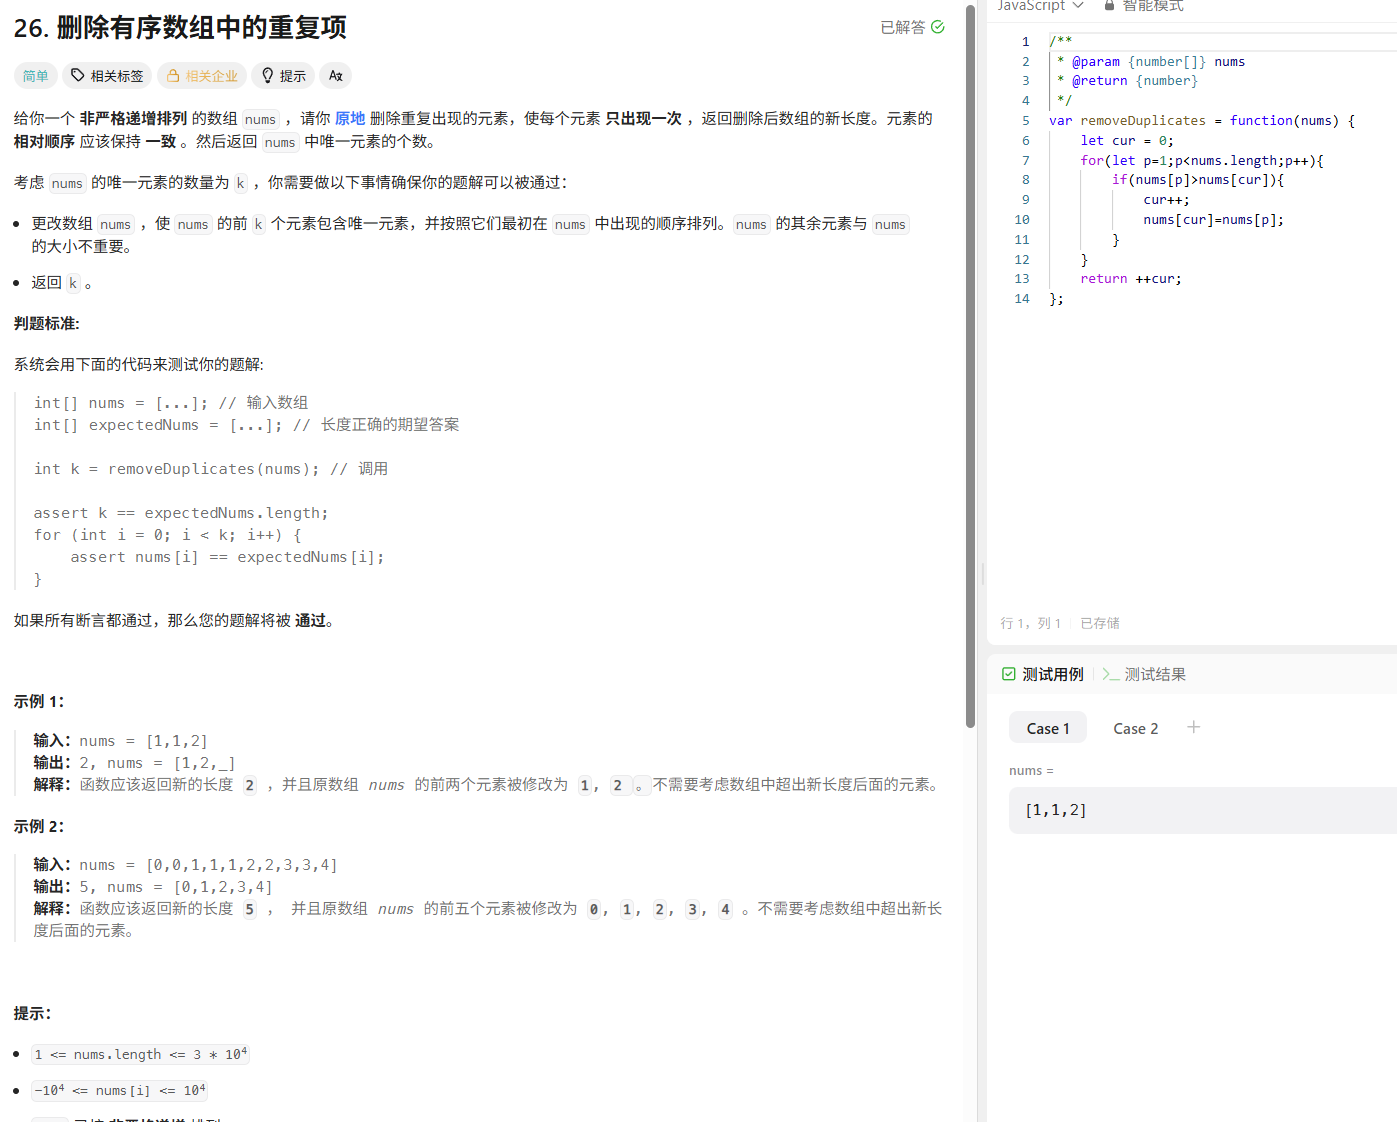 26. 删除有序数组中的重复项
已解答
简单 相关标签 相关企业 提示
给你一个 非严格递增排列 的数组 nums ，请你 原地 删除重复出现的元素，使每个元素 只出现一次 ，返回删除后数组的新长度。元素的
相对顺序 应该保持 一致 。然后返回 nums 中唯一元素的个数。
考虑 nums 的唯一元素的数量为 k ，你需要做以下事情确保你的题解可以被通过：
更改数组 nums ，使 nums 的前 k 个元素包含唯一元素，并按照它们最初在 nums 中出现的顺序排列。nums 的其余元素与 nums
的大小不重要。
返回 k 。
判题标准:
系统会用下面的代码来测试你的题解:
int[] nums = [...]; // 输入数组
int[] expectedNums = [...]; // 长度正确的期望答案
int k = removeDuplicates(nums); // 调用
assert k == expectedNums.length;
for (int i = 0; i < k; i++) {
    assert nums[i] == expectedNums[i];
}
如果所有断言都通过，那么您的题解将被 通过。
示例 1：
输入：nums = [1,1,2]
输出：2, nums = [1,2,_]
解释：函数应该返回新的长度 2 ，并且原数组 nums 的前两个元素被修改为 1, 2 。不需要考虑数组中超出新长度后面的元素。
示例 2：
输入：nums = [0,0,1,1,1,2,2,3,3,4]
输出：5, nums = [0,1,2,3,4]
解释：函数应该返回新的长度 5 ， 并且原数组 nums 的前五个元素被修改为 0, 1, 2, 3, 4 。不需要考虑数组中超出新长
度后面的元素。
提示：
1 <= nums.length <= 3 * 10⁴
-10⁴ <= nums[i] <= 10⁴
JavaScript 智能模式
1 /**
2  * @param {number[]} nums
3  * @return {number}
4  */
5 var removeDuplicates = function(nums) {
6     let cur = 0;
7     for(let p=1;p<nums.length;p++){
8         if(nums[p]>nums[cur]){
9             cur++;
10             nums[cur]=nums[p];
11         }
12     }
13     return ++cur;
14 };
行 1，列 1 已存储
测试用例 >_ 测试结果
Case 1 Case 2 +
nums =
[1,1,2]